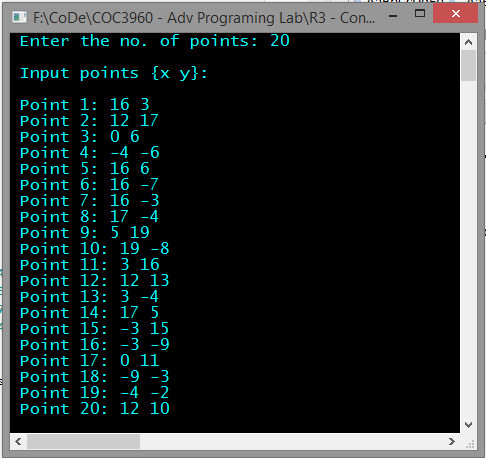 F:\CoDe\COC3960 - Adv Programing Lab\R3 - Con...
Enter the no. of points: 20
Input points {x y}:
Point 1: 16 3
Point 2: 12 17
Point 3: 0 6
Point 4: -4 -6
Point 5: 16 6
Point 6: 16 -7
Point 7: 16 -3
Point 8: 17 -4
Point 9: 5 19
Point 10: 19 -8
Point 11: 3 16
Point 12: 12 13
Point 13: 3 -4
Point 14: 17 5
Point 15: -3 15
Point 16: -3 -9
Point 17: 0 11
Point 18: -9 -3
Point 19: -4 -2
Point 20: 12 10